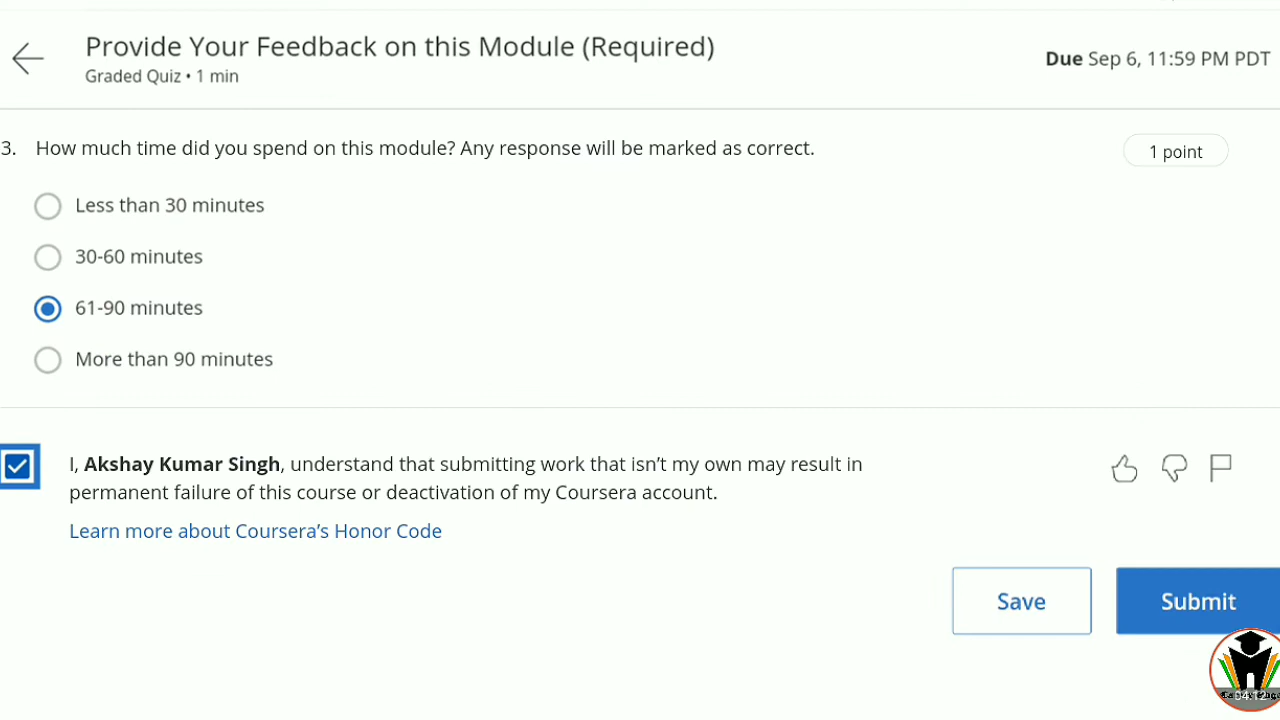 Provide Your Feedback on this Module (Required)
Graded Quiz • 1 min
Due Sep 6, 11:59 PM PDT
3. How much time did you spend on this module? Any response will be marked as correct.
1 point
Less than 30 minutes
30-60 minutes
61-90 minutes
More than 90 minutes
I, Akshay Kumar Singh, understand that submitting work that isn’t my own may result in
permanent failure of this course or deactivation of my Coursera account.
Learn more about Coursera’s Honor Code
Save
Submit